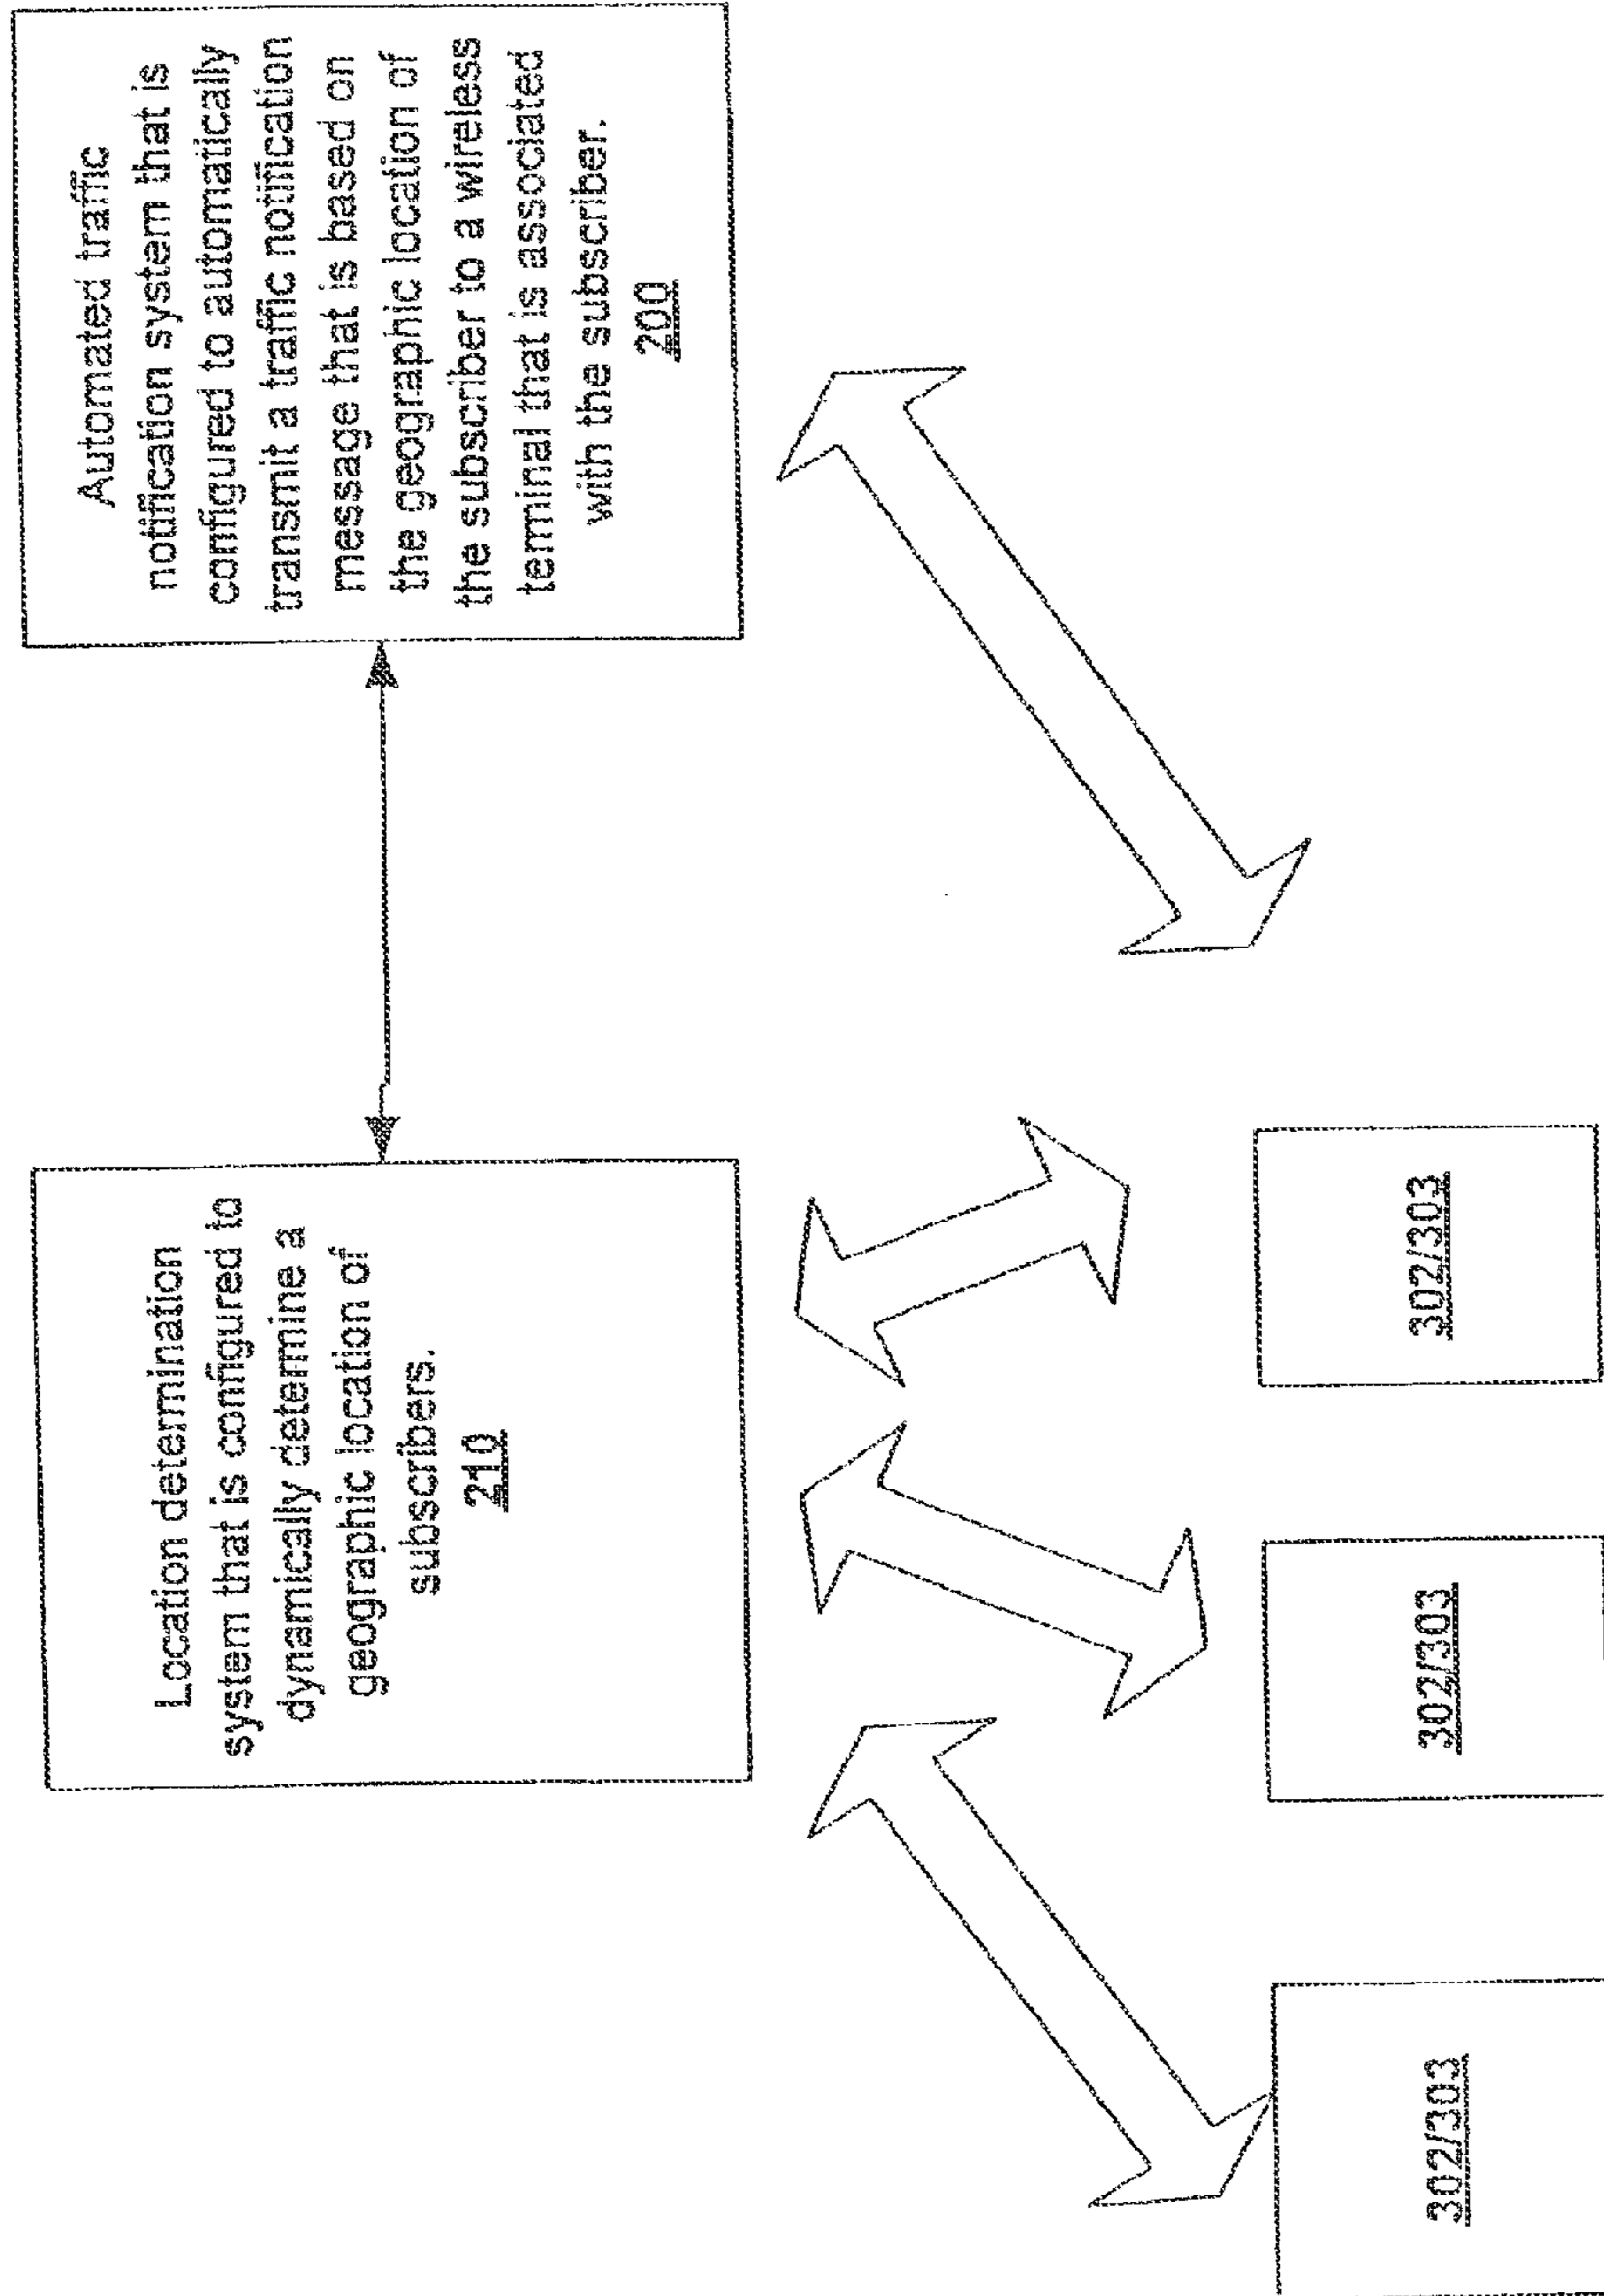 Location determination
system that is configured to
dynamically determine a
geographic location of
subscribers.
210
Automated traffic
notification system that is
configured to automatically
transmit a traffic notification
message that is based on
the geographic location of
the subscriber to a wireless
terminal that is associated
with the subscriber.
200
302/303
302/303
302/303